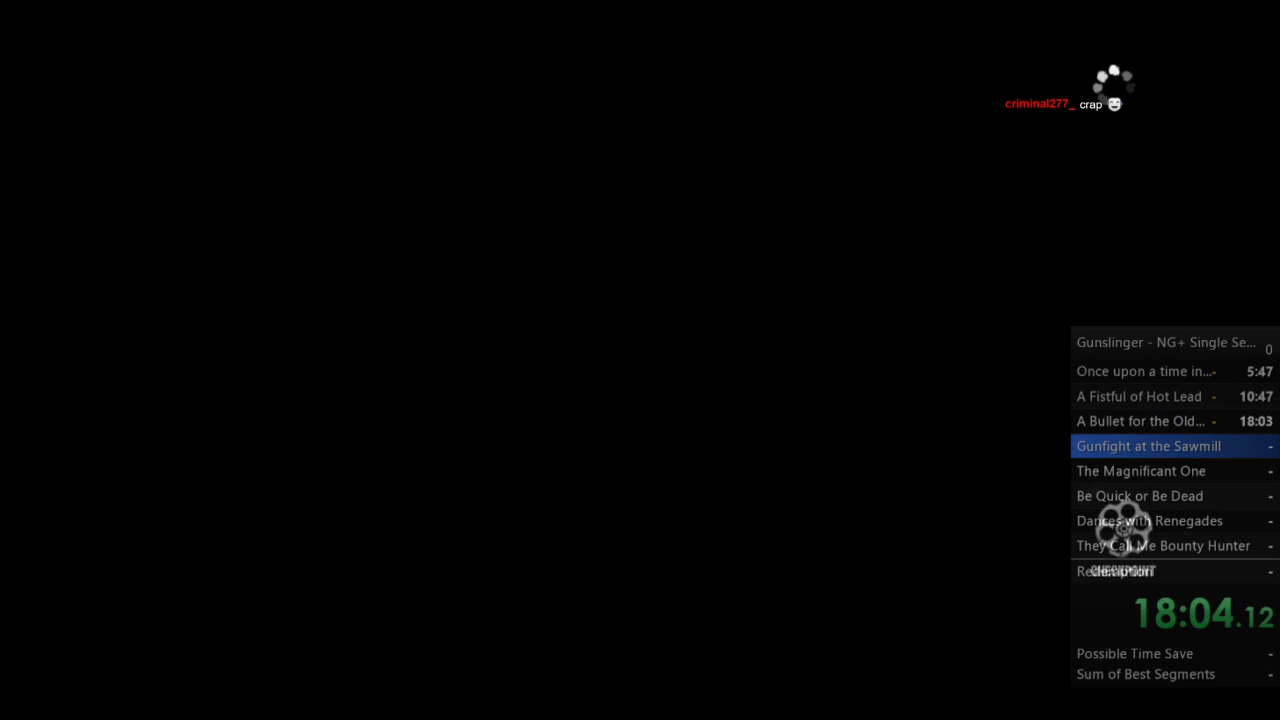 criminal277_ crap
Gunslinger - NG+ Single Se... 0
Once upon a time in... - 5:47
A Fistful of Hot Lead - 10:47
A Bullet for the Old... - 18:03
Gunfight at the Sawmill -
The Magnificant One -
Be Quick or Be Dead -
Dances with Renegades -
They Call Me Bounty Hunter -
Redemption -
CHECKPOINT
18:04.12
Possible Time Save -
Sum of Best Segments -